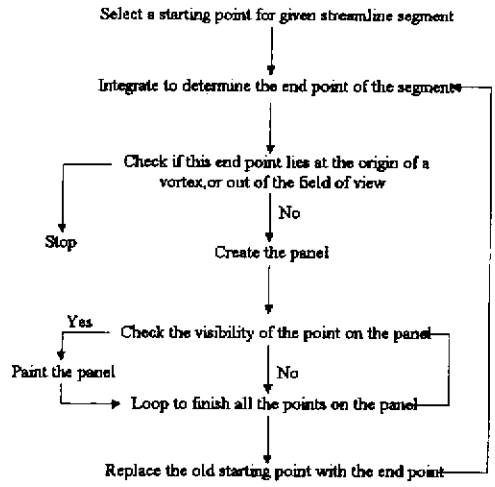 Select a starting point for given streamline segment
Integrate to determine the end point of the segment
Check if this end point lies at the origin of a
vortex,or out of the field of view
No
Stop
Create the panel
Yes
Check the visibility of the point on the panel
Paint the panel
No
Loop to finish all the points on the panel
Replace the old starting point with the end point